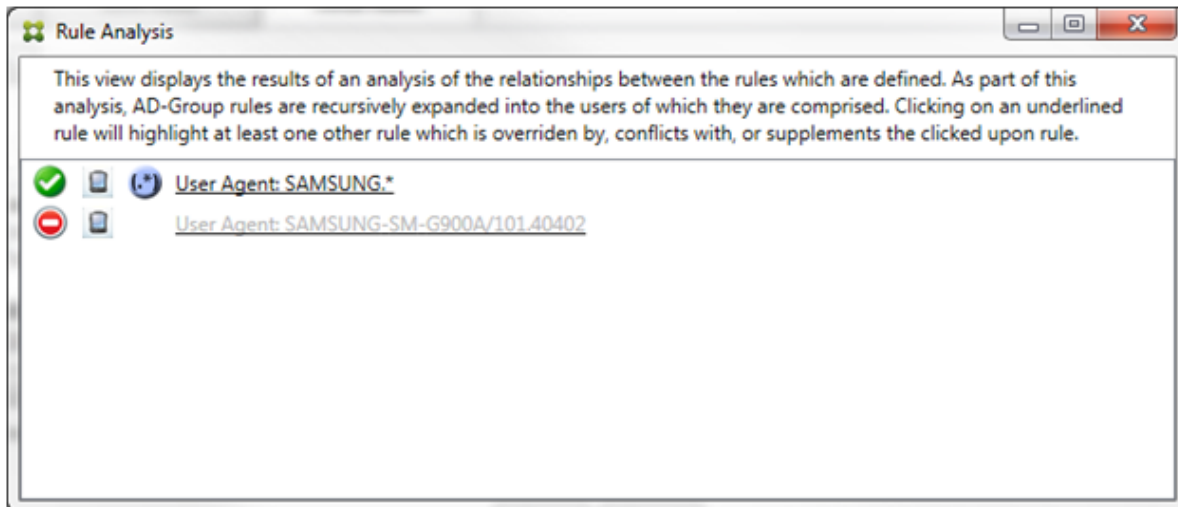 Rule Analysis
This view displays the results of an analysis of the relationships between the rules which are defined. As part of this
analysis, AD-Group rules are recursively expanded into the users of which they are comprised. Clicking on an underlined
rule will highlight at least one other rule which is overriden by, conflicts with, or supplements the clicked upon rule.
(.*) User Agent: SAMSUNG.*
User Agent: SAMSUNG-SM-G900A/101.40402